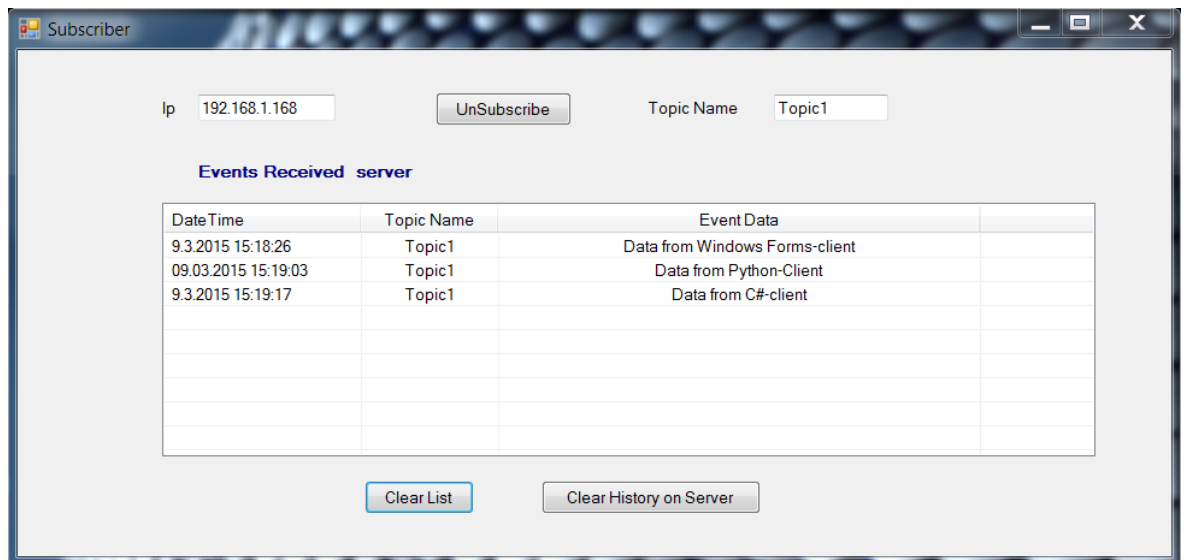 Subscriber
Ip 192.168.1.168 UnSubscribe Topic Name Topic1
Events Received server
DateTime Topic Name Event Data
9.3.2015 15:18:26 Topic1 Data from Windows Forms-client
09.03.2015 15:19:03 Topic1 Data from Python-Client
9.3.2015 15:19:17 Topic1 Data from C#-client
Clear List Clear History on Server